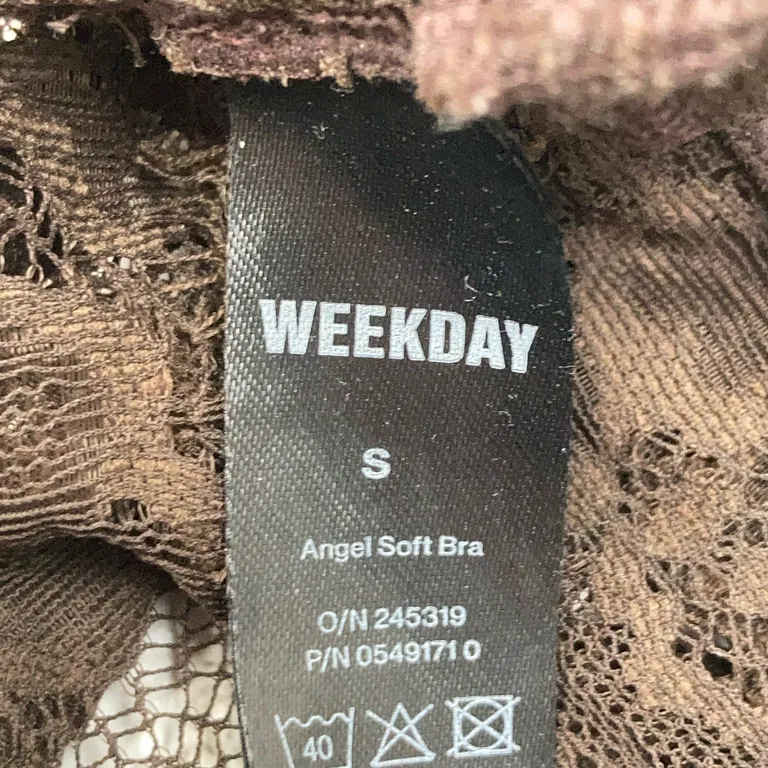 WEEKDAY
S
Angel Soft Bra
O/N 245319
P/N 0549171 0
40